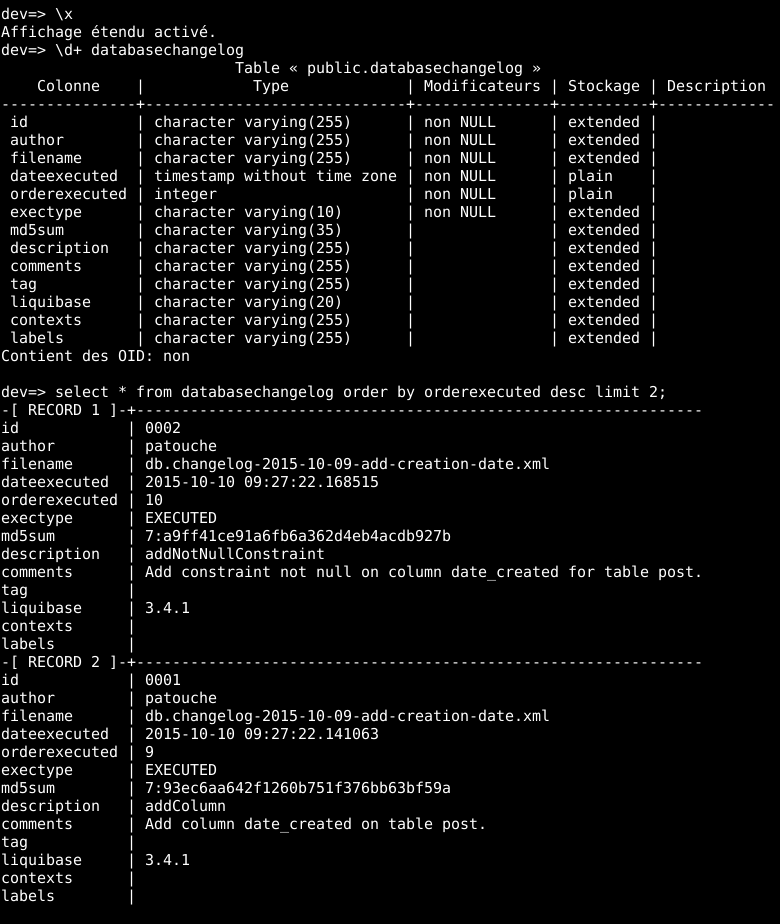 dev=> \x
Affichage étendu activé.
dev=> \d+ databasechangelog
                          Table « public.databasechangelog »
    Colonne    |            Type             | Modificateurs | Stockage | Description
---------------+-----------------------------+---------------+----------+-------------
 id            | character varying(255)      | non NULL      | extended |
 author        | character varying(255)      | non NULL      | extended |
 filename      | character varying(255)      | non NULL      | extended |
 dateexecuted  | timestamp without time zone | non NULL      | plain    |
 orderexecuted | integer                     | non NULL      | plain    |
 exectype      | character varying(10)       | non NULL      | extended |
 md5sum        | character varying(35)       |               | extended |
 description   | character varying(255)      |               | extended |
 comments      | character varying(255)      |               | extended |
 tag           | character varying(255)      |               | extended |
 liquibase     | character varying(20)       |               | extended |
 contexts      | character varying(255)      |               | extended |
 labels        | character varying(255)      |               | extended |
Contient des OID: non

dev=> select * from databasechangelog order by orderexecuted desc limit 2;
-[ RECORD 1 ]-+---------------------------------------------------------------
id            | 0002
author        | patouche
filename      | db.changelog-2015-10-09-add-creation-date.xml
dateexecuted  | 2015-10-10 09:27:22.168515
orderexecuted | 10
exectype      | EXECUTED
md5sum        | 7:a9ff41ce91a6fb6a362d4eb4acdb927b
description   | addNotNullConstraint
comments      | Add constraint not null on column date_created for table post.
tag           |
liquibase     | 3.4.1
contexts      |
labels        |
-[ RECORD 2 ]-+---------------------------------------------------------------
id            | 0001
author        | patouche
filename      | db.changelog-2015-10-09-add-creation-date.xml
dateexecuted  | 2015-10-10 09:27:22.141063
orderexecuted | 9
exectype      | EXECUTED
md5sum        | 7:93ec6aa642f1260b751f376bb63bf59a
description   | addColumn
comments      | Add column date_created on table post.
tag           |
liquibase     | 3.4.1
contexts      |
labels        |